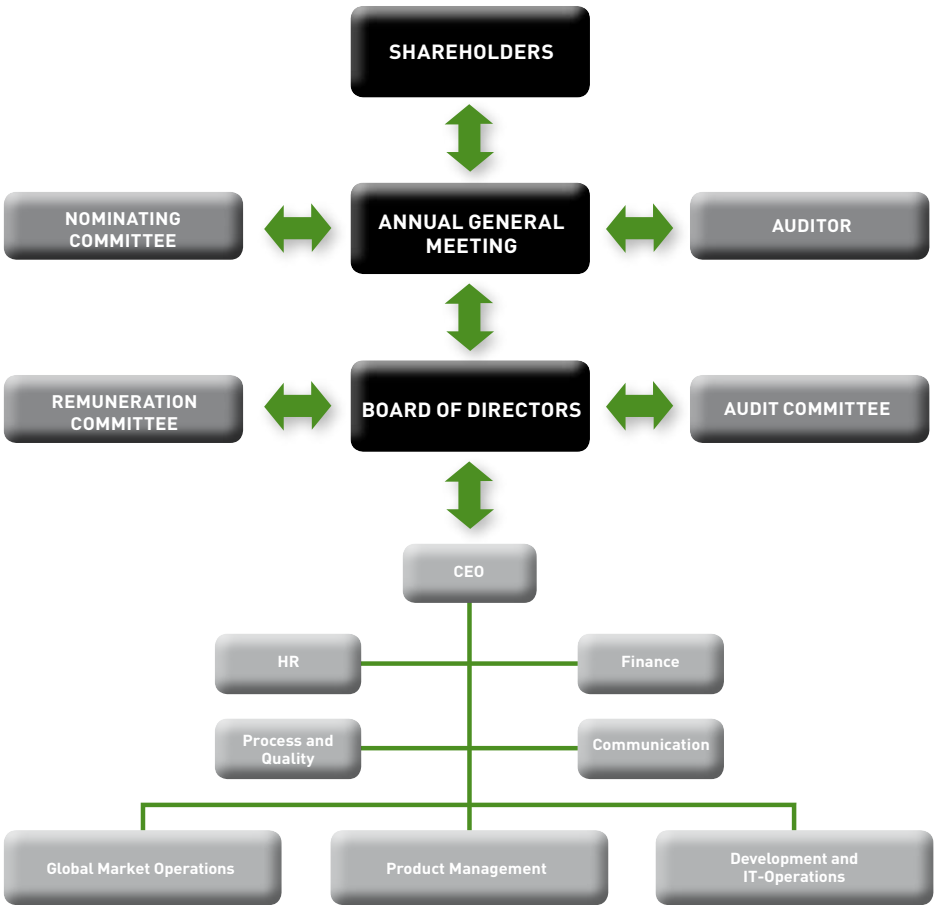 SHAREHOLDERS
NOMINATING
COMMITTEE
ANNUAL GENERAL
MEETING
AUDITOR
REMUNERATION
COMMITTEE
BOARD OF DIRECTORS
AUDIT COMMITTEE
CEO
HR
Finance
Process and
Quality
Communication
Global Market Operations
Product Management
Development and
IT-Operations